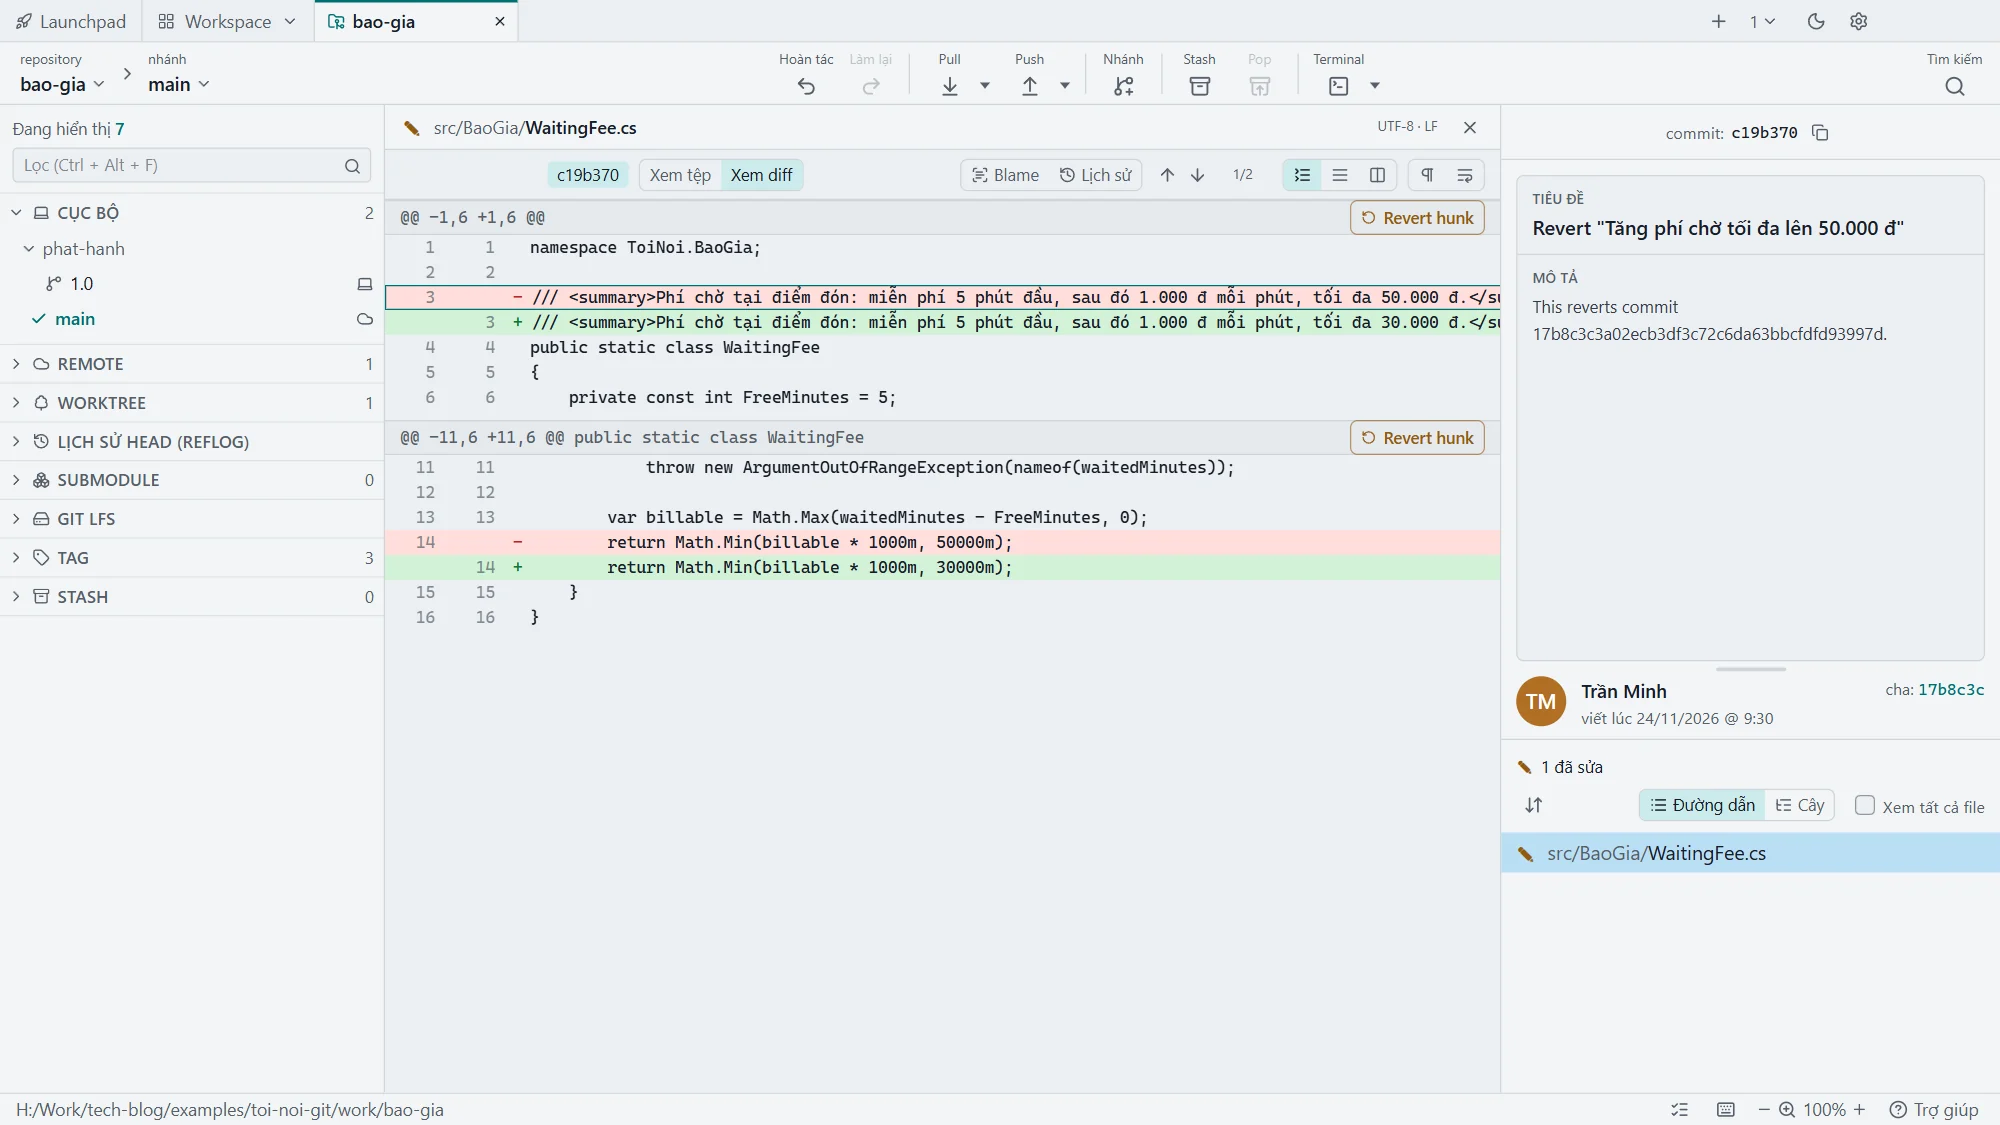 Launchpad
Workspace
bao-gia
1
repository
bao-gia
nhánh
main
Hoàn tác
Làm lại
Pull
Push
Nhánh
Stash
Pop
Terminal
Tìm kiếm
Đang hiển thị 7
Lọc (Ctrl + Alt + F)
CỤC BỘ 2
phat-hanh
1.0
main
REMOTE 1
WORKTREE 1
LỊCH SỬ HEAD (REFLOG)
SUBMODULE 0
GIT LFS
TAG 3
STASH 0
src/BaoGia/WaitingFee.cs
UTF-8 · LF
c19b370
Xem tệp
Xem diff
Blame
Lịch sử
1/2
@@ -1,6 +1,6 @@
Revert hunk
1 1 namespace ToiNoi.BaoGia;
2 2
3 - /// <summary>Phí chờ tại điểm đón: miễn phí 5 phút đầu, sau đó 1.000 đ mỗi phút, tối đa 50.000 đ.</su
3 + /// <summary>Phí chờ tại điểm đón: miễn phí 5 phút đầu, sau đó 1.000 đ mỗi phút, tối đa 30.000 đ.</su
4 4 public static class WaitingFee
5 5 {
6 6 private const int FreeMinutes = 5;
@@ -11,6 +11,6 @@ public static class WaitingFee
Revert hunk
11 11 throw new ArgumentOutOfRangeException(nameof(waitedMinutes));
12 12
13 13 var billable = Math.Max(waitedMinutes - FreeMinutes, 0);
14 - return Math.Min(billable * 1000m, 50000m);
14 + return Math.Min(billable * 1000m, 30000m);
15 15 }
16 16 }
commit: c19b370
TIÊU ĐỀ
Revert "Tăng phí chờ tối đa lên 50.000 đ"
MÔ TẢ
This reverts commit
17b8c3c3a02ecb3df3c72c6da63bbcfdfd93997d.
TM
Trần Minh
cha: 17b8c3c
viết lúc 24/11/2026 @ 9:30
1 đã sửa
Đường dẫn
Cây
Xem tất cả file
src/BaoGia/WaitingFee.cs
H:/Work/tech-blog/examples/toi-noi-git/work/bao-gia
100%
Trợ giúp